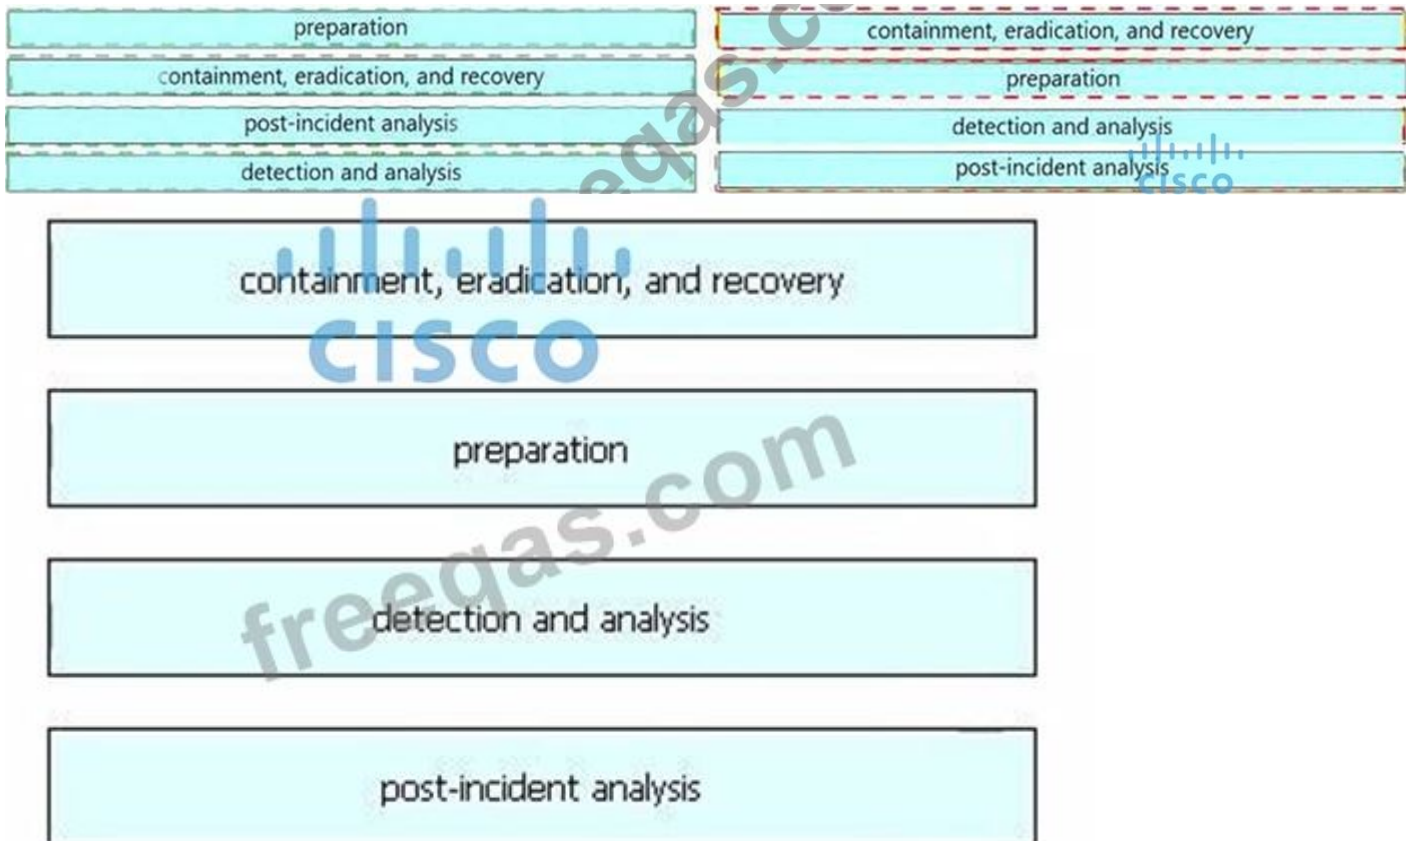 preparation
containment, eradication, and recovery
post-incident analysis
detection and analysis
containment, eradication, and recovery
preparation
detection and analysis
post-incident analysis
cisco
containment, eradication, and recovery
CISCO
preparation
detection and analysis
freeqas.com
post-incident analysis